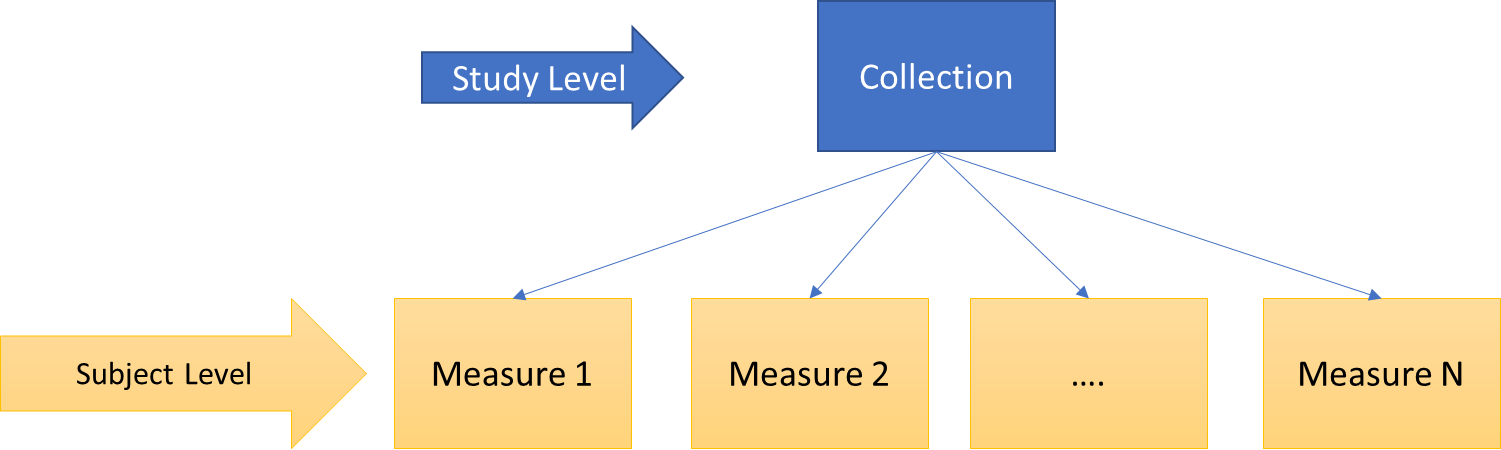 Study Level
Collection
Subject Level
Measure 1
Measure 2
....
Measure N